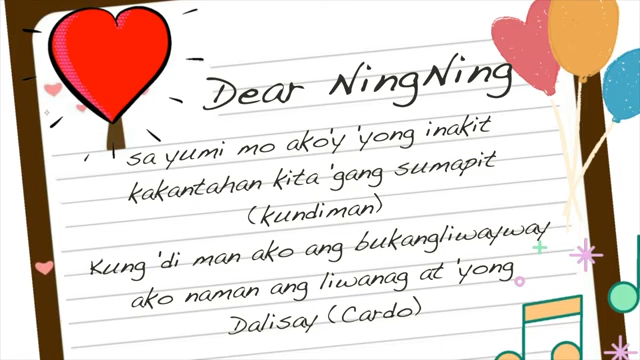 Dear NingNing
sa yumi mo ako'y 'yong inakit
kakantahan kita 'gang sumapit
(kundiman)
Kung 'di man ako ang bukangliwayway
ako naman ang liwanag at 'yong
Dalisay (Cardo)